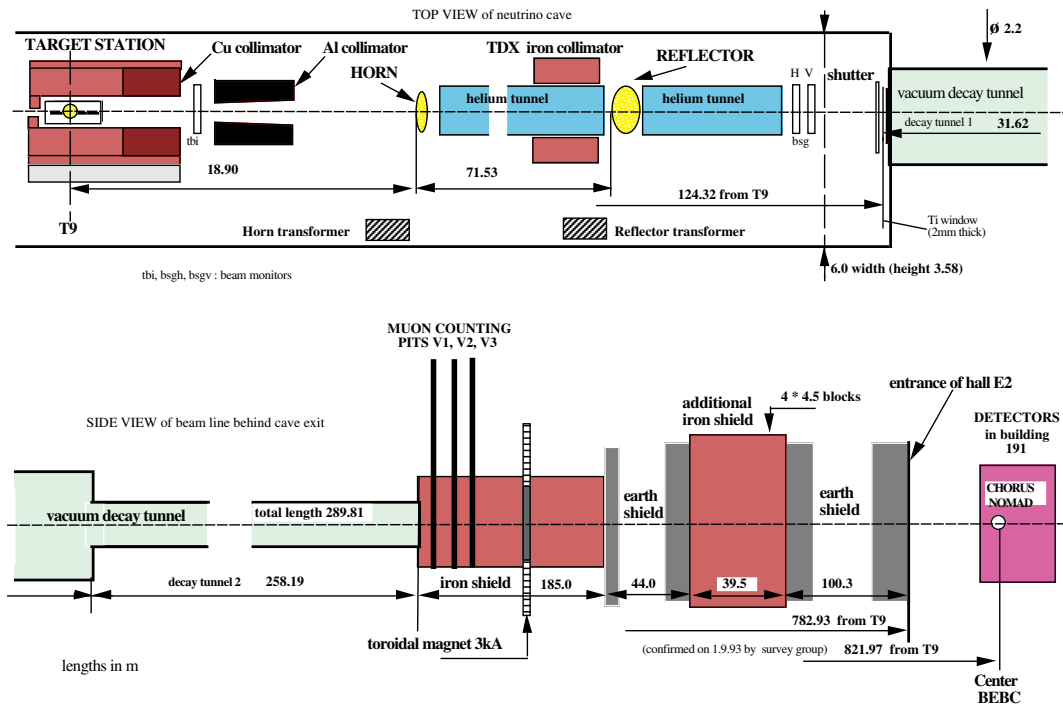 TOP VIEW of neutrino cave
TARGET STATION
Cu collimator
Al collimator
HORN
TDX iron collimator
REFLECTOR
Ø 2.2
H V
shutter
helium tunnel
helium tunnel
vacuum decay tunnel
decay tunnel 1
31.62
tbi
bsg
18.90
71.53
124.32 from T9
T9
Horn transformer
Reflector transformer
Ti window
(2mm thick)
6.0 width (height 3.58)
tbi, bsgh, bsgv : beam monitors
MUON COUNTING
PITS V1, V2, V3
SIDE VIEW of beam line behind cave exit
additional
iron shield
4 * 4.5 blocks
entrance of hall E2
DETECTORS
in building
191
CHORUS
NOMAD
earth
shield
earth
shield
vacuum decay tunnel
total length 289.81
decay tunnel 2
258.19
iron shield
185.0
44.0
39.5
100.3
782.93 from T9
toroidal magnet 3kA
(confirmed on 1.9.93 by survey group)
821.97 from T9
lengths in m
Center
BEBC